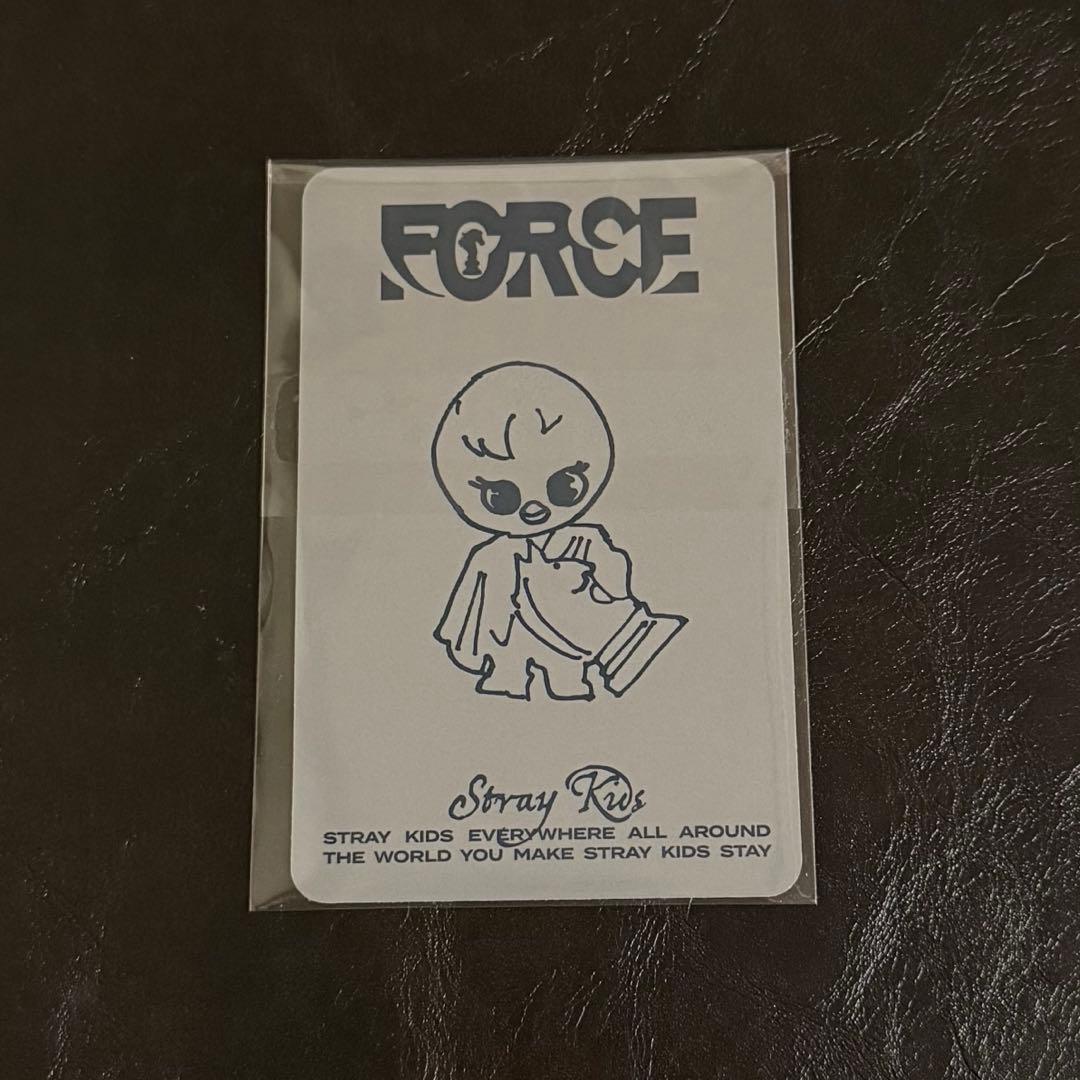 FORCE
Stray Kids
STRAY KIDS EVERYWHERE ALL AROUND
THE WORLD YOU MAKE STRAY KIDS STAY